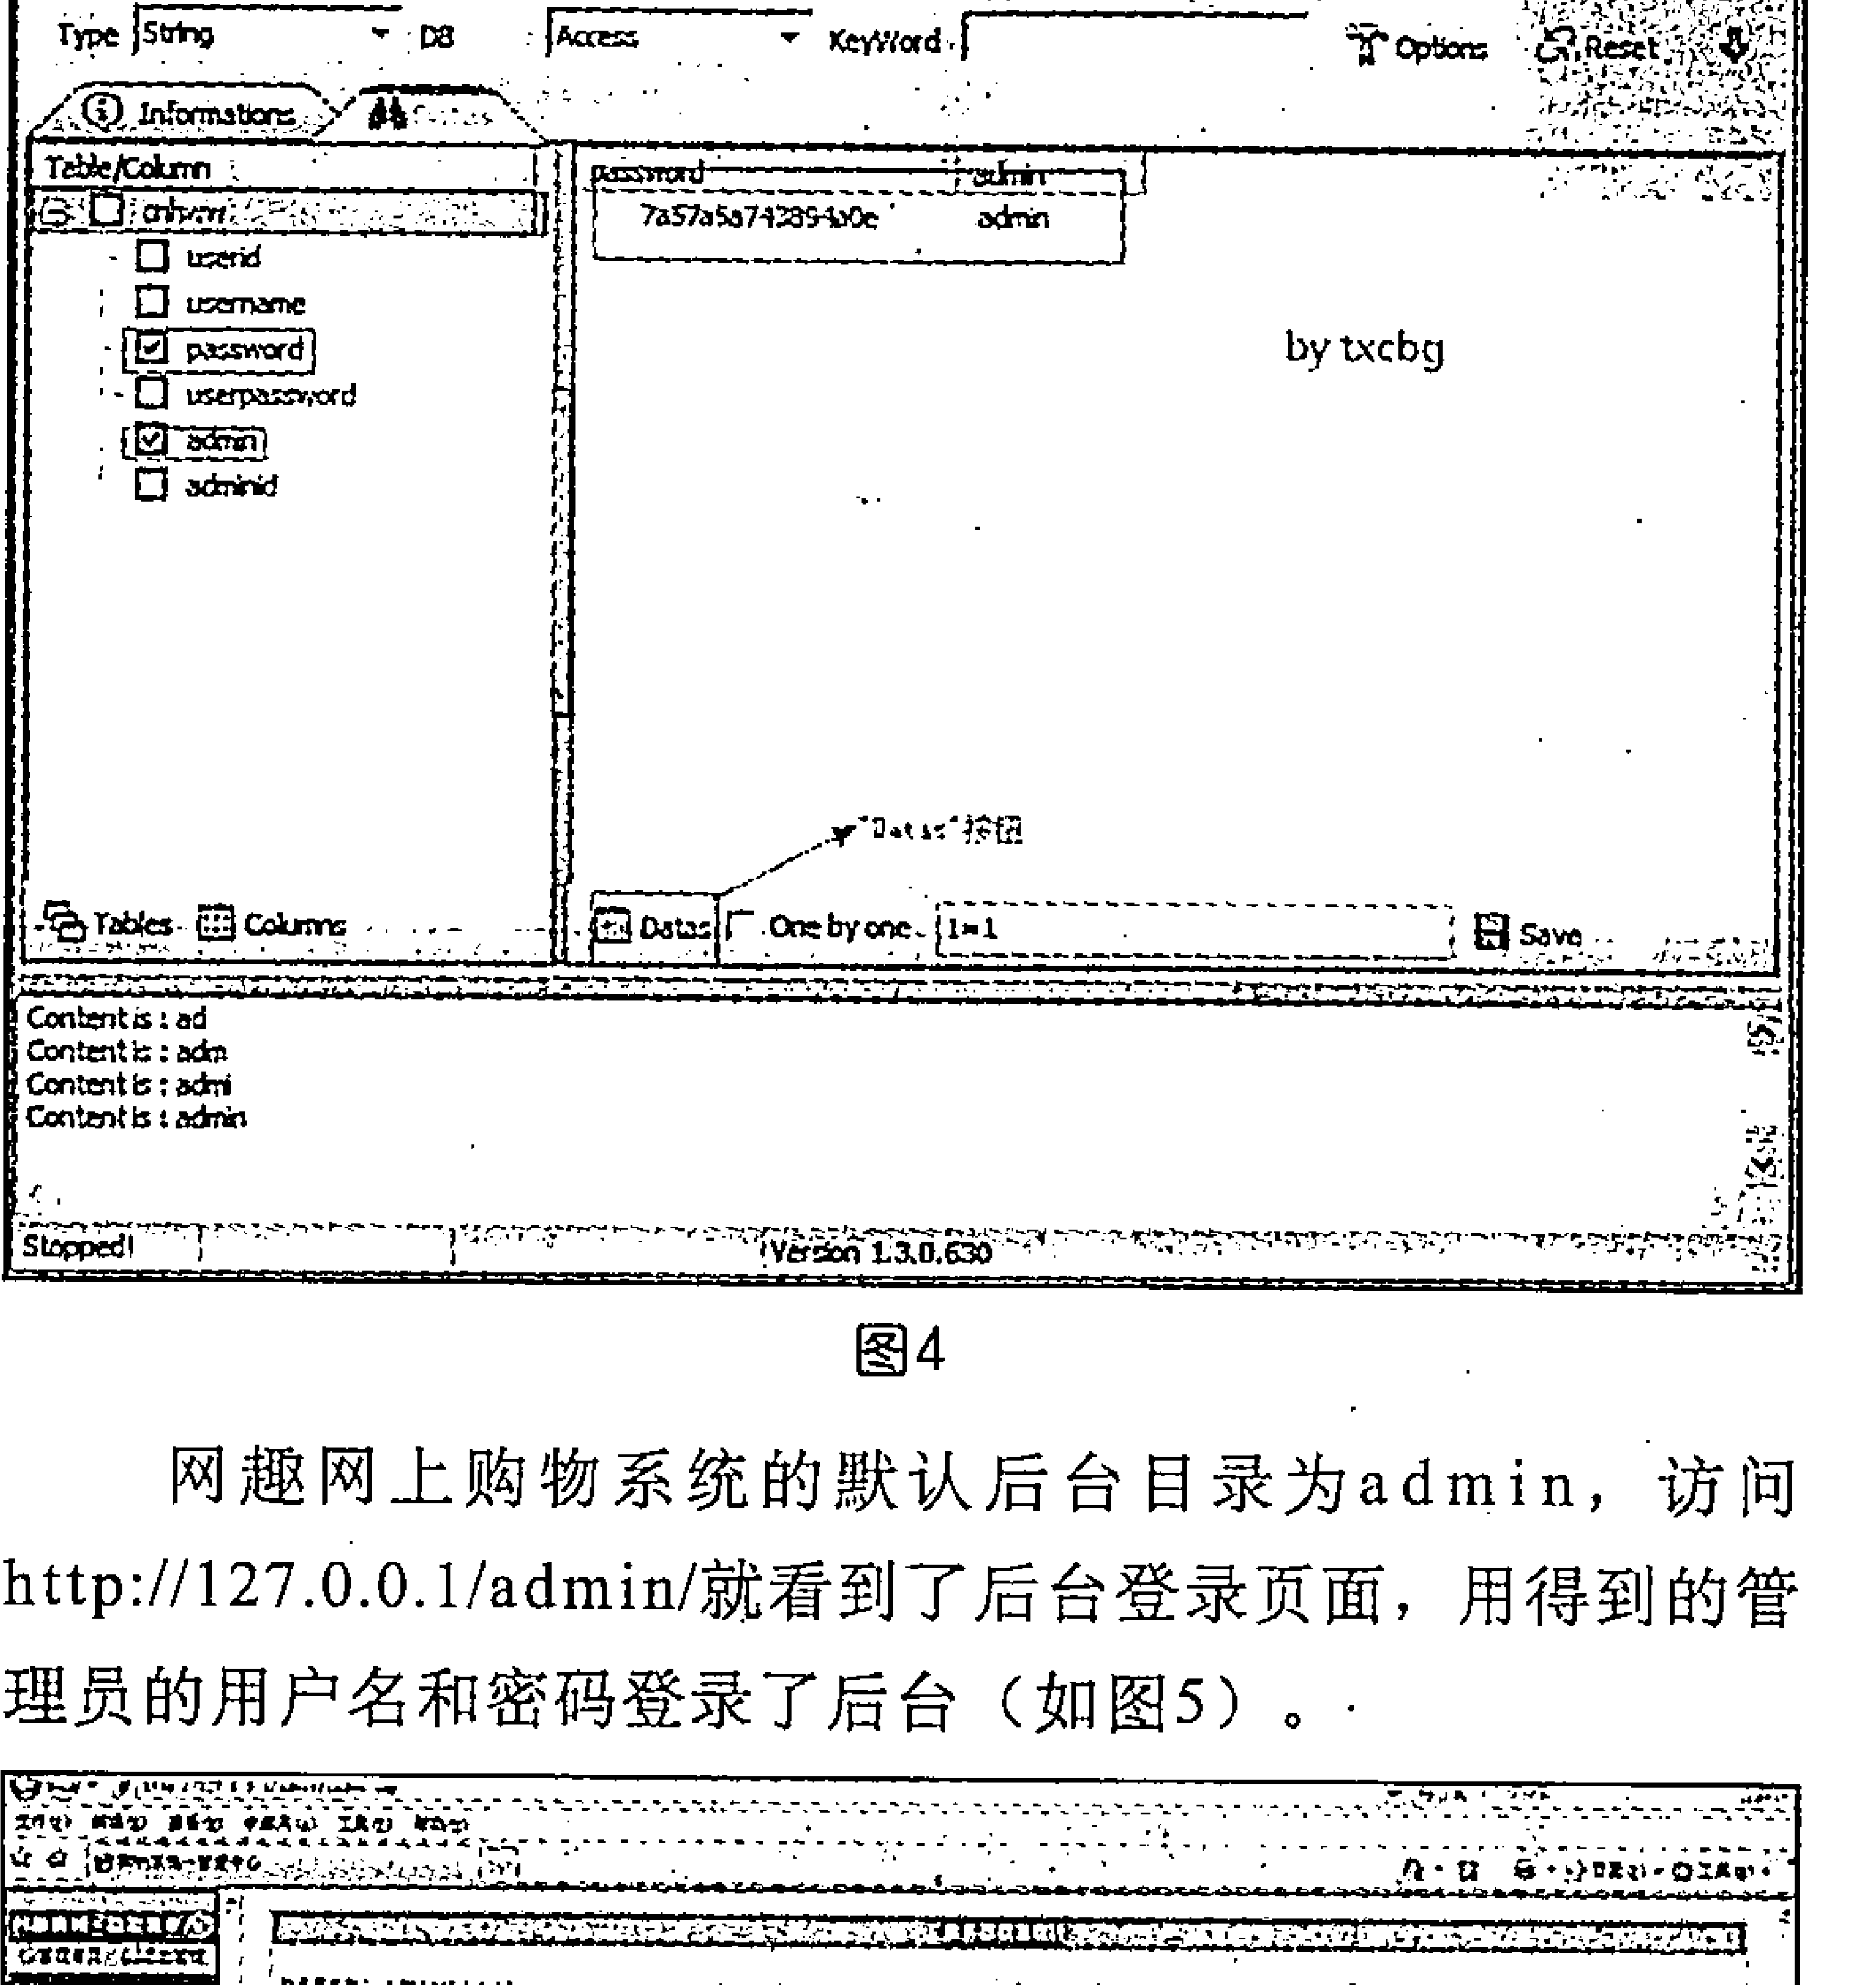 Type String DB Access KeyWord Options Reset
Informations
Table/Column password admin
7a57a5a743894a0e admin
userid
username
password
userpassword
admin
adminid
by txcbg
"Datas"按钮
Tables Columns Datas One by one 1=1 Save
Content is : ad
Content is : adm
Content is : admi
Content is : admin
Stopped! Version 1.3.0.630
图4
网趣网上购物系统的默认后台目录为admin，访问
http://127.0.0.1/admin/就看到了后台登录页面，用得到的管
理员的用户名和密码登录了后台（如图5）。